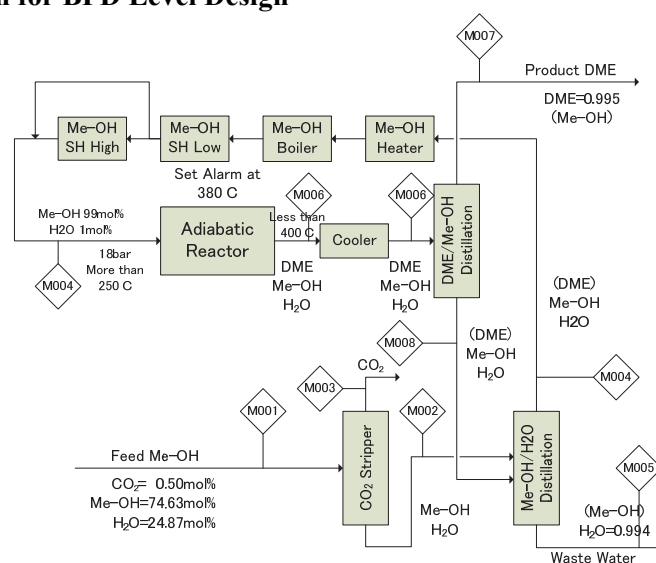 n for BFD Level Design
M007
Product DME
DME=0.995
(Me-OH)
Me-OH
SH High
Me-OH
SH Low
Me-OH
Boiler
Me-OH
Heater
Set Alarm at
380 C
M006
M006
Less than
400 C
Me-OH 99mol%
H2O 1mol%
Adiabatic
Reactor
Cooler
DME/Me-OH
Distillation
18bar
More than
250 C
M004
DME
Me-OH
H₂O
DME
Me-OH
H₂O
(DME)
Me-OH
H2O
M008
(DME)
Me-OH
H₂O
CO₂
M003
M004
M001
M002
Feed Me-OH
CO₂= 0.50mol%
Me-OH=74.63mol%
H₂O=24.87mol%
CO₂ Stripper
Me-OH/H2O
Distillation
M005
Me-OH
H₂O
(Me-OH)
H₂O=0.994
Waste Water